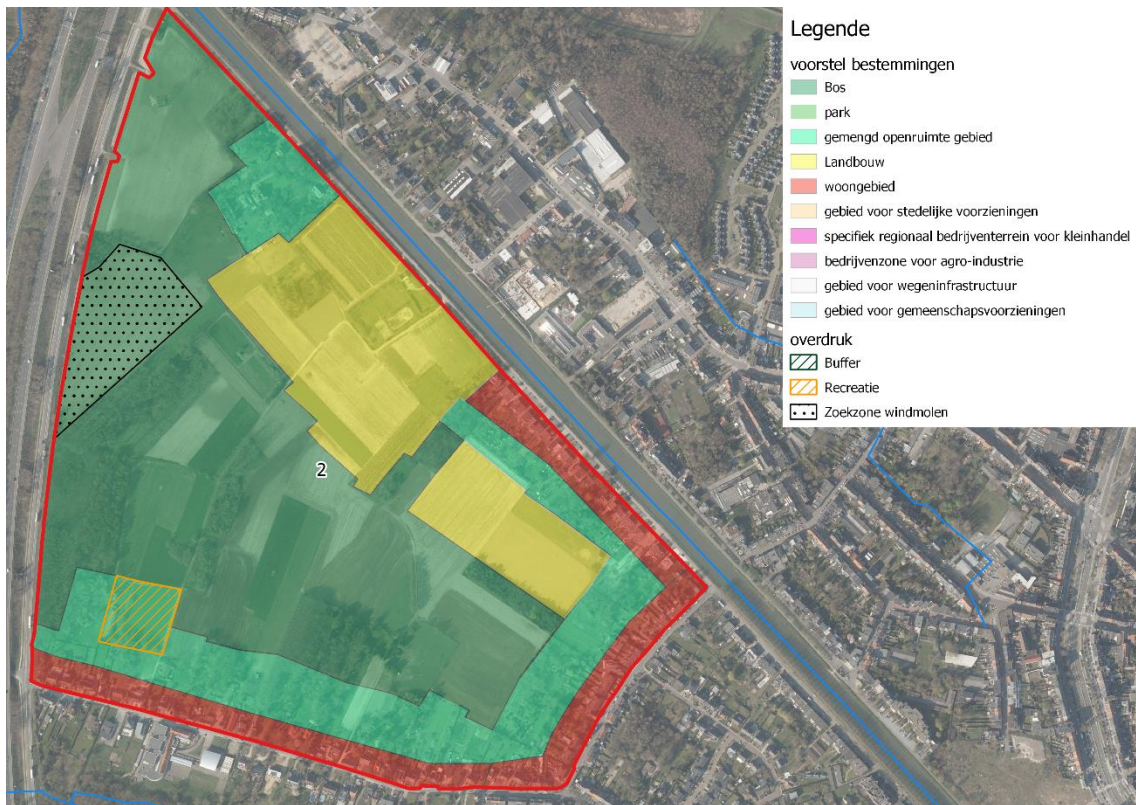 Legende
voorstel bestemmingen
Bos
park
gemengd openruimte gebied
Landbouw
woongebied
gebied voor stedelijke voorzieningen
specifiek regionaal bedrijventerrein voor kleinhandel
bedrijvenzone voor agro-industrie
gebied voor wegeninfrastructuur
gebied voor gemeenschapsvoorzieningen
overdruk
Buffer
Recreatie
Zoekzone windmolen
2